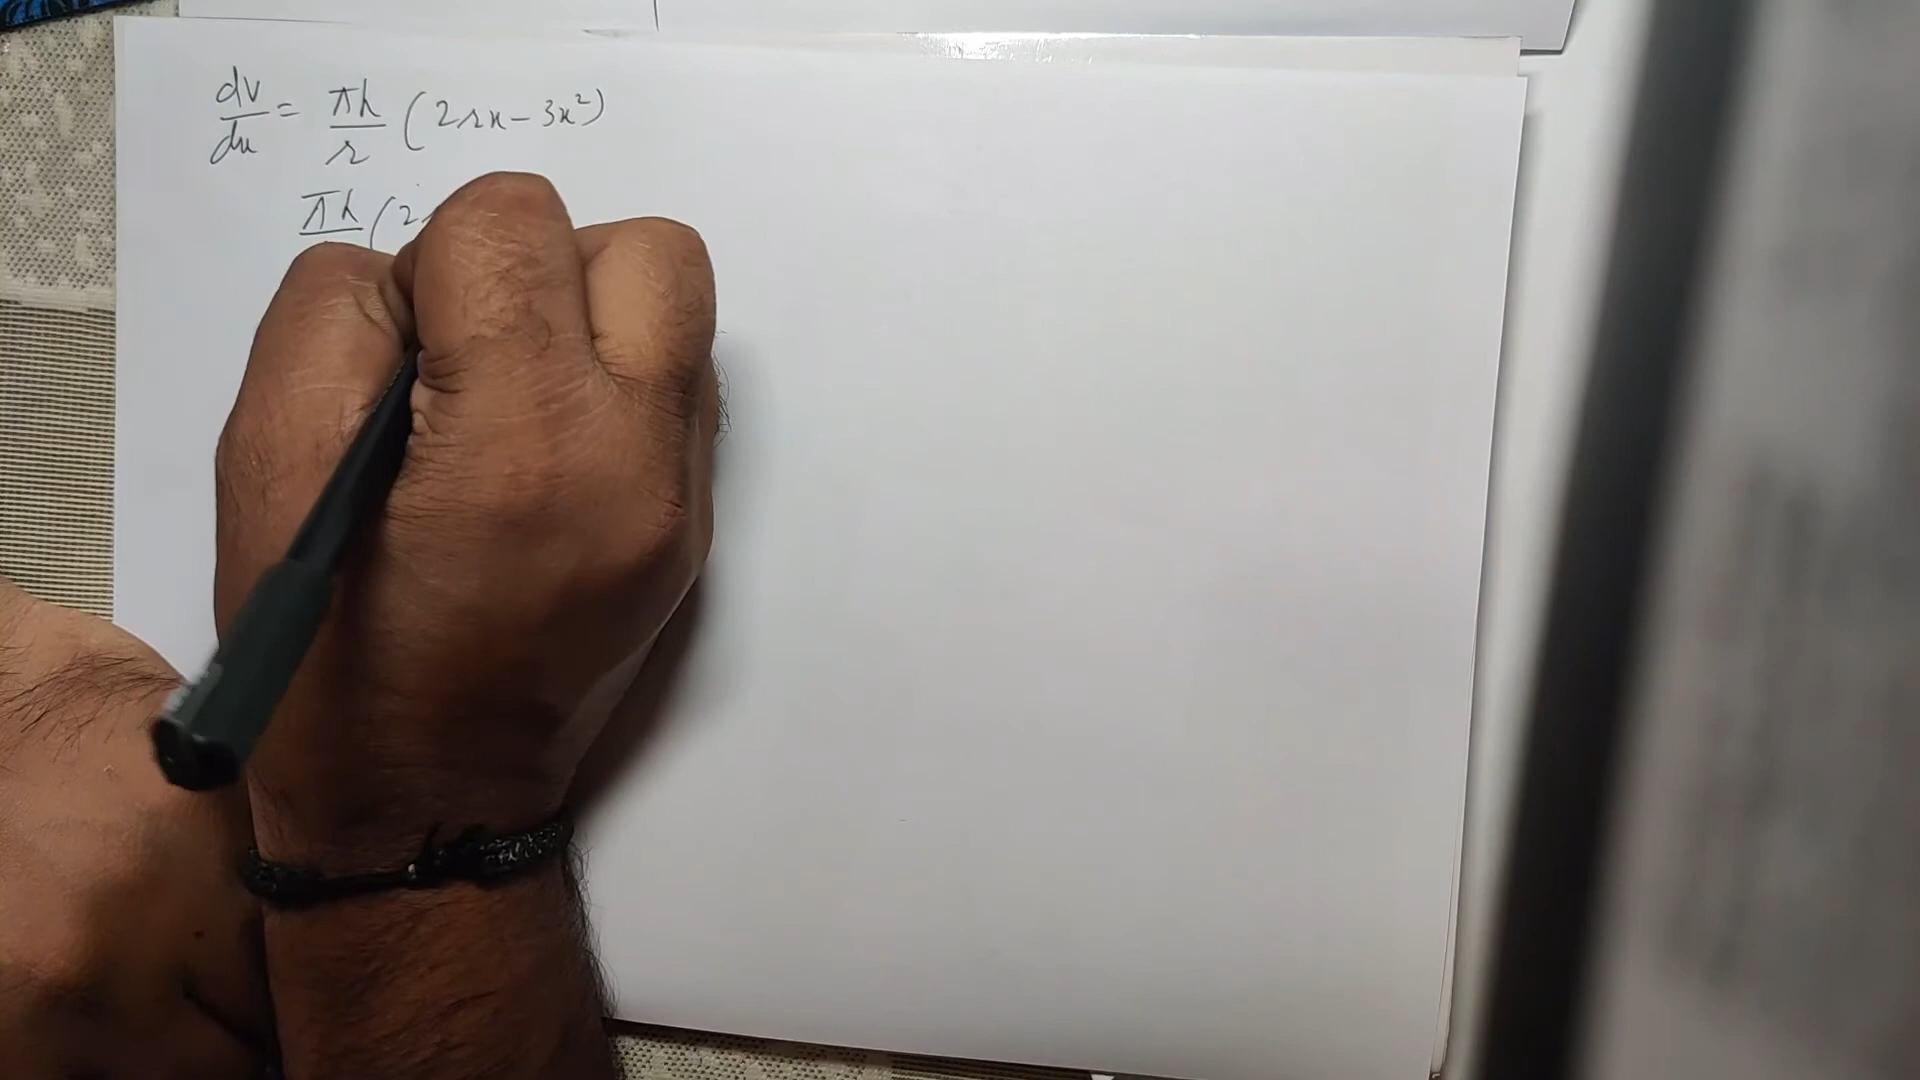 dv/dx = πh/r (2rx - 3x²)
πh (2